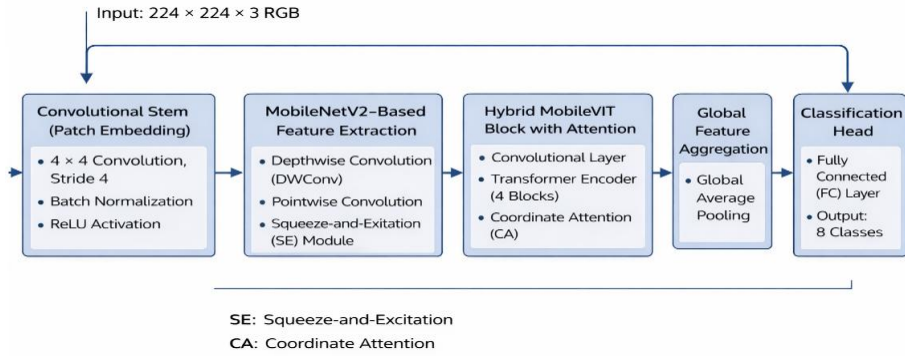 Input: 224 × 224 × 3 RGB
Convolutional Stem
(Patch Embedding)
• 4 × 4 Convolution,
Stride 4
• Batch Normalization
• ReLU Activation
MobileNetV2-Based
Feature Extraction
• Depthwise Convolution
(DWConv)
• Pointwise Convolution
• Squeeze-and-Exitation
(SE) Module
Hybrid MobileVIT
Block with Attention
• Convolutional Layer
• Transformer Encoder
(4 Blocks)
• Coordinate Attention
(CA)
Global
Feature
Aggregation
• Global
Average
Pooling
Classification
Head
• Fully
Connected
(FC) Layer
• Output:
8 Classes
SE: Squeeze-and-Excitation
CA: Coordinate Attention